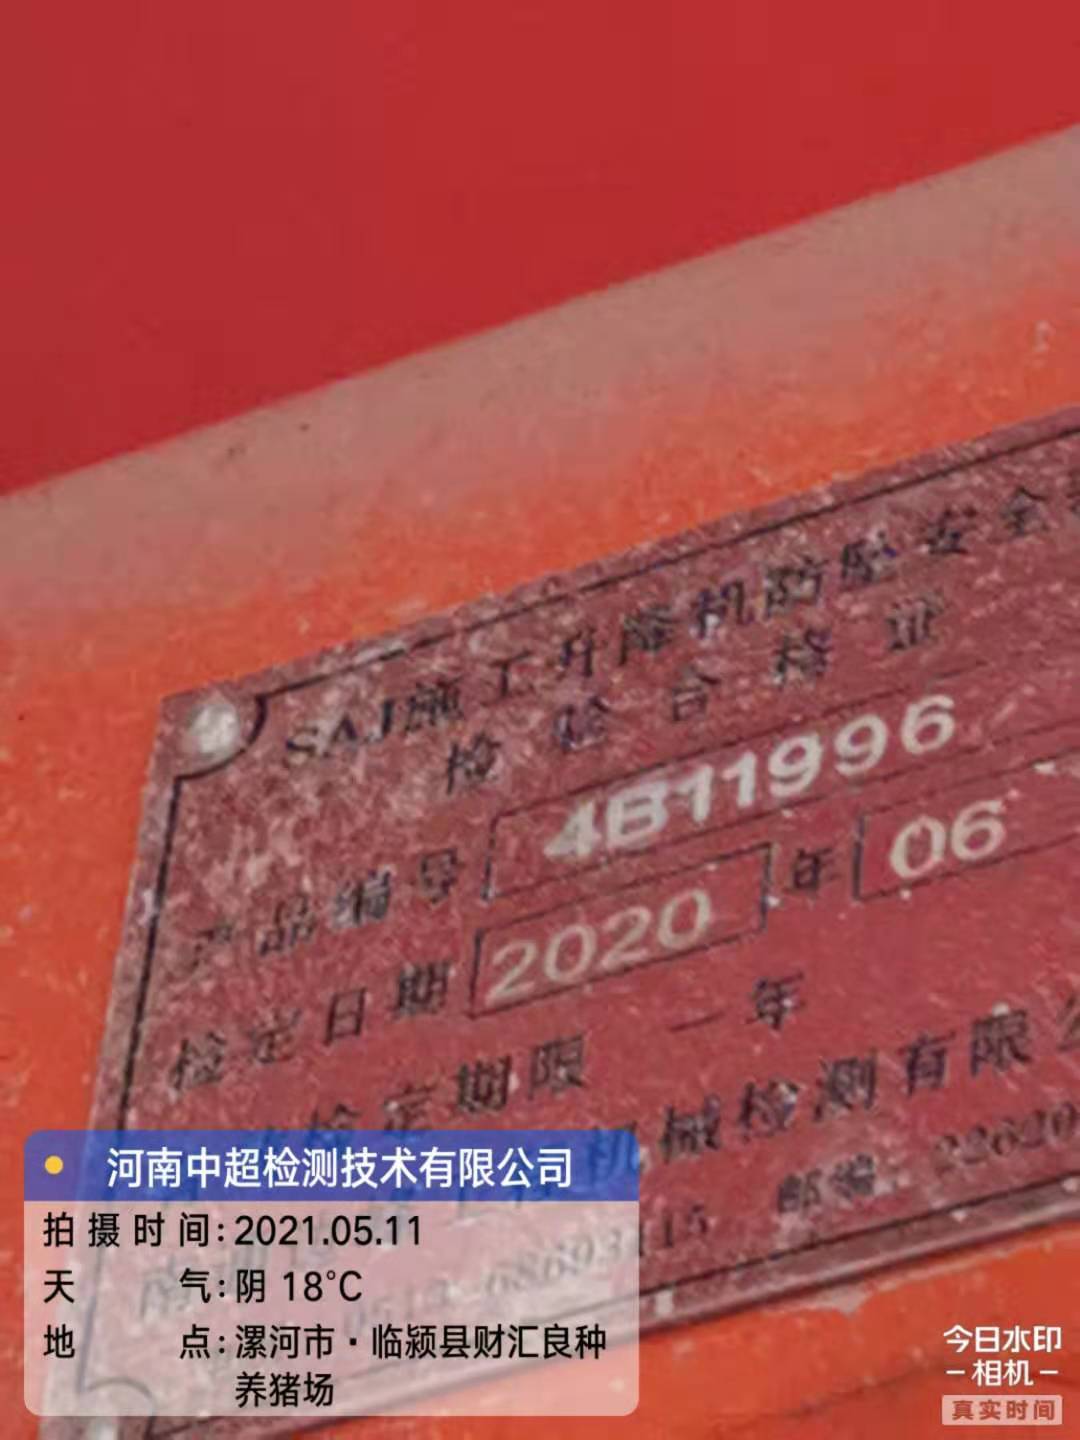 SAJ施工升降机防坠安全
检验合格证
产品编号 4B11996
检定日期 2020 年 06
检定期限 一年
机械检测有限公
邮编:22620
河南中超检测技术有限公司
拍摄时间:2021.05.11
天气:阴 18°C
地点:漯河市·临颍县财汇良种
养猪场
今日水印
-相机-
真实时间